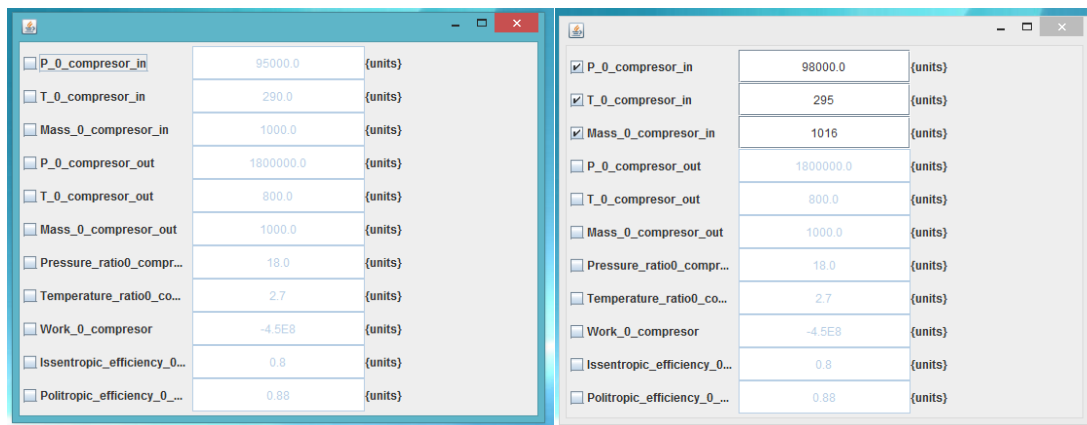 P_0_compresor_in 95000.0 {units}
T_0_compresor_in 290.0 {units}
Mass_0_compresor_in 1000.0 {units}
P_0_compresor_out 1800000.0 {units}
T_0_compresor_out 800.0 {units}
Mass_0_compresor_out 1000.0 {units}
Pressure_ratio0_compr... 18.0 {units}
Temperature_ratio0_co... 2.7 {units}
Work_0_compresor -4.5E8 {units}
Issentropic_efficiency_0... 0.8 {units}
Politropic_efficiency_0_... 0.88 {units}
P_0_compresor_in 98000.0 {units}
T_0_compresor_in 295 {units}
Mass_0_compresor_in 1016 {units}
P_0_compresor_out 1800000.0 {units}
T_0_compresor_out 800.0 {units}
Mass_0_compresor_out 1000.0 {units}
Pressure_ratio0_compr... 18.0 {units}
Temperature_ratio0_co... 2.7 {units}
Work_0_compresor -4.5E8 {units}
Issentropic_efficiency_0... 0.8 {units}
Politropic_efficiency_0_... 0.88 {units}